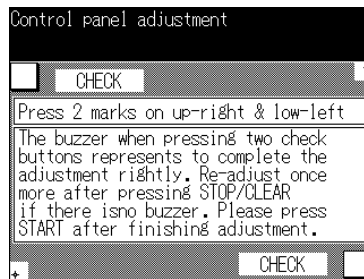 Control panel adjustment
CHECK
Press 2 marks on up-right & low-left
The buzzer when pressing two check
buttons represents to complete the
adjustment rightly. Re-adjust once
more after pressing STOP/CLEAR
if there isno buzzer. Please press
START after finishing adjustment.
CHECK